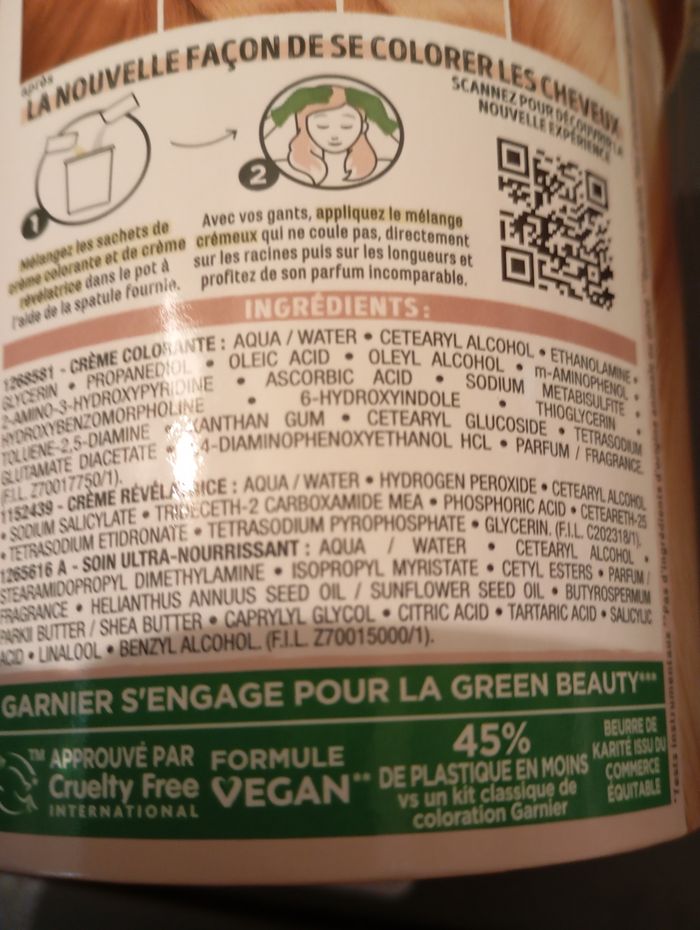 après
LA NOUVELLE FAÇON DE SE COLORER LES CHEVEUX
SCANNEZ POUR DÉCOUVRIR LA
NOUVELLE EXPÉRIENCE
1
Mélangez les sachets de
crème colorante et de crème
révélatrice dans le pot à
l'aide de la spatule fournie.
2
Avec vos gants, appliquez le mélange
crémeux qui ne coule pas, directement
sur les racines puis sur les longueurs et
profitez de son parfum incomparable.
INGRÉDIENTS :
1268581 - CRÈME COLORANTE : AQUA / WATER • CETEARYL ALCOHOL • ETHANOLAMINE •
GLYCERIN • PROPANEDIOL • OLEIC ACID • OLEYL ALCOHOL • m-AMINOPHENOL •
2-AMINO-3-HYDROXYPYRIDINE • ASCORBIC ACID • SODIUM METABISULFITE •
HYDROXYBENZOMORPHOLINE • 6-HYDROXYINDOLE • THIOGLYCERIN •
TOLUENE-2,5-DIAMINE • XANTHAN GUM • CETEARYL GLUCOSIDE • TETRASODIUM
GLUTAMATE DIACETATE • 2,4-DIAMINOPHENOXYETHANOL HCL • PARFUM / FRAGRANCE.
(F.I.L. Z70017750/1).
1152439 - CRÈME RÉVÉLATRICE : AQUA / WATER • HYDROGEN PEROXIDE • CETEARYL ALCOHOL
• SODIUM SALICYLATE • TRIDECETH-2 CARBOXAMIDE MEA • PHOSPHORIC ACID • CETEARETH-25
• TETRASODIUM ETIDRONATE • TETRASODIUM PYROPHOSPHATE • GLYCERIN. (F.I.L. C202318/1).
1265616 A - SOIN ULTRA-NOURRISSANT : AQUA / WATER • CETEARYL ALCOHOL •
STEARAMIDOPROPYL DIMETHYLAMINE • ISOPROPYL MYRISTATE • CETYL ESTERS • PARFUM /
FRAGRANCE • HELIANTHUS ANNUUS SEED OIL / SUNFLOWER SEED OIL • BUTYROSPERMUM
PARKII BUTTER / SHEA BUTTER • CAPRYLYL GLYCOL • CITRIC ACID • TARTARIC ACID • SALICYLIC
ACID • LINALOOL • BENZYL ALCOHOL. (F.I.L. Z70015000/1).
GARNIER S'ENGAGE POUR LA GREEN BEAUTY***
TM APPROUVÉ PAR
Cruelty Free
INTERNATIONAL
FORMULE
VEGAN**
45%
DE PLASTIQUE EN MOINS
vs un kit classique de
coloration Garnier
BEURRE DE
KARITÉ ISSU DU
COMMERCE
ÉQUITABLE
*Tests instrumentaux **Pas d'ingrédients d'origine